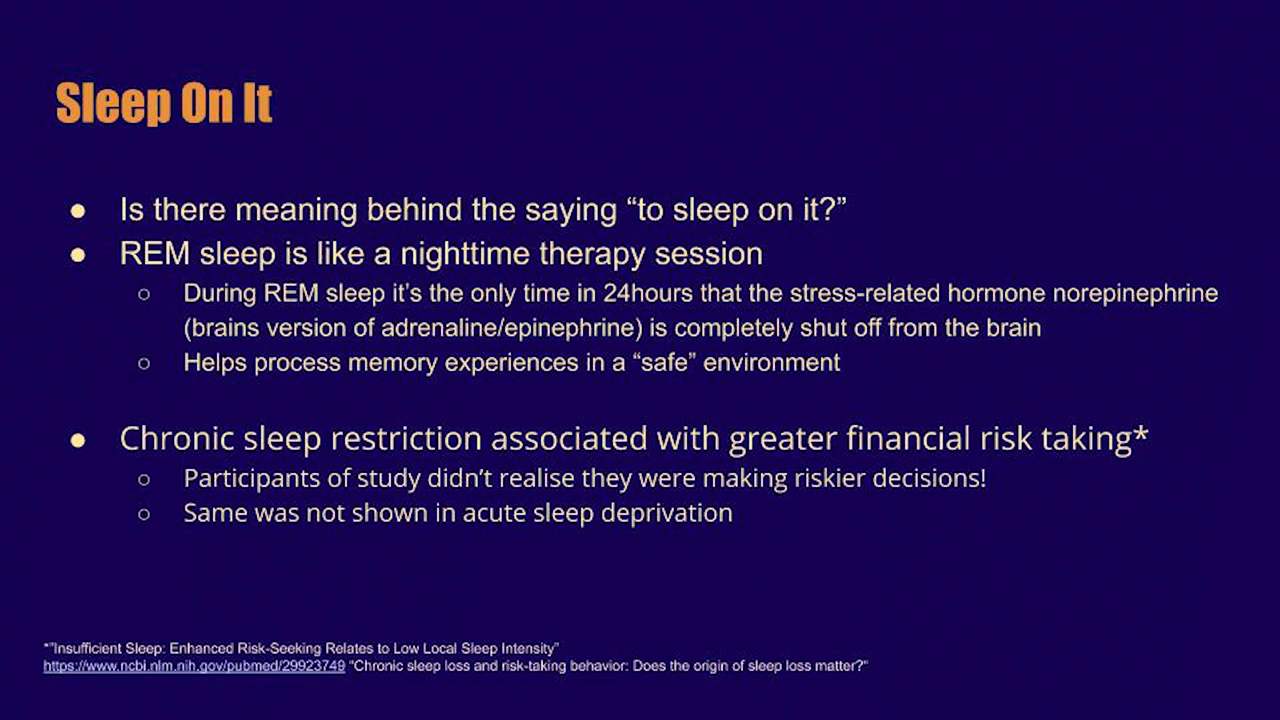 Sleep On It
● Is there meaning behind the saying “to sleep on it?”
● REM sleep is like a nighttime therapy session
○ During REM sleep it’s the only time in 24hours that the stress-related hormone norepinephrine
(brains version of adrenaline/epinephrine) is completely shut off from the brain
○ Helps process memory experiences in a “safe” environment
● Chronic sleep restriction associated with greater financial risk taking*
○ Participants of study didn’t realise they were making riskier decisions!
○ Same was not shown in acute sleep deprivation
*"Insufficient Sleep: Enhanced Risk-Seeking Relates to Low Local Sleep Intensity"
https://www.ncbi.nlm.nih.gov/pubmed/29923749 "Chronic sleep loss and risk-taking behavior: Does the origin of sleep loss matter?"